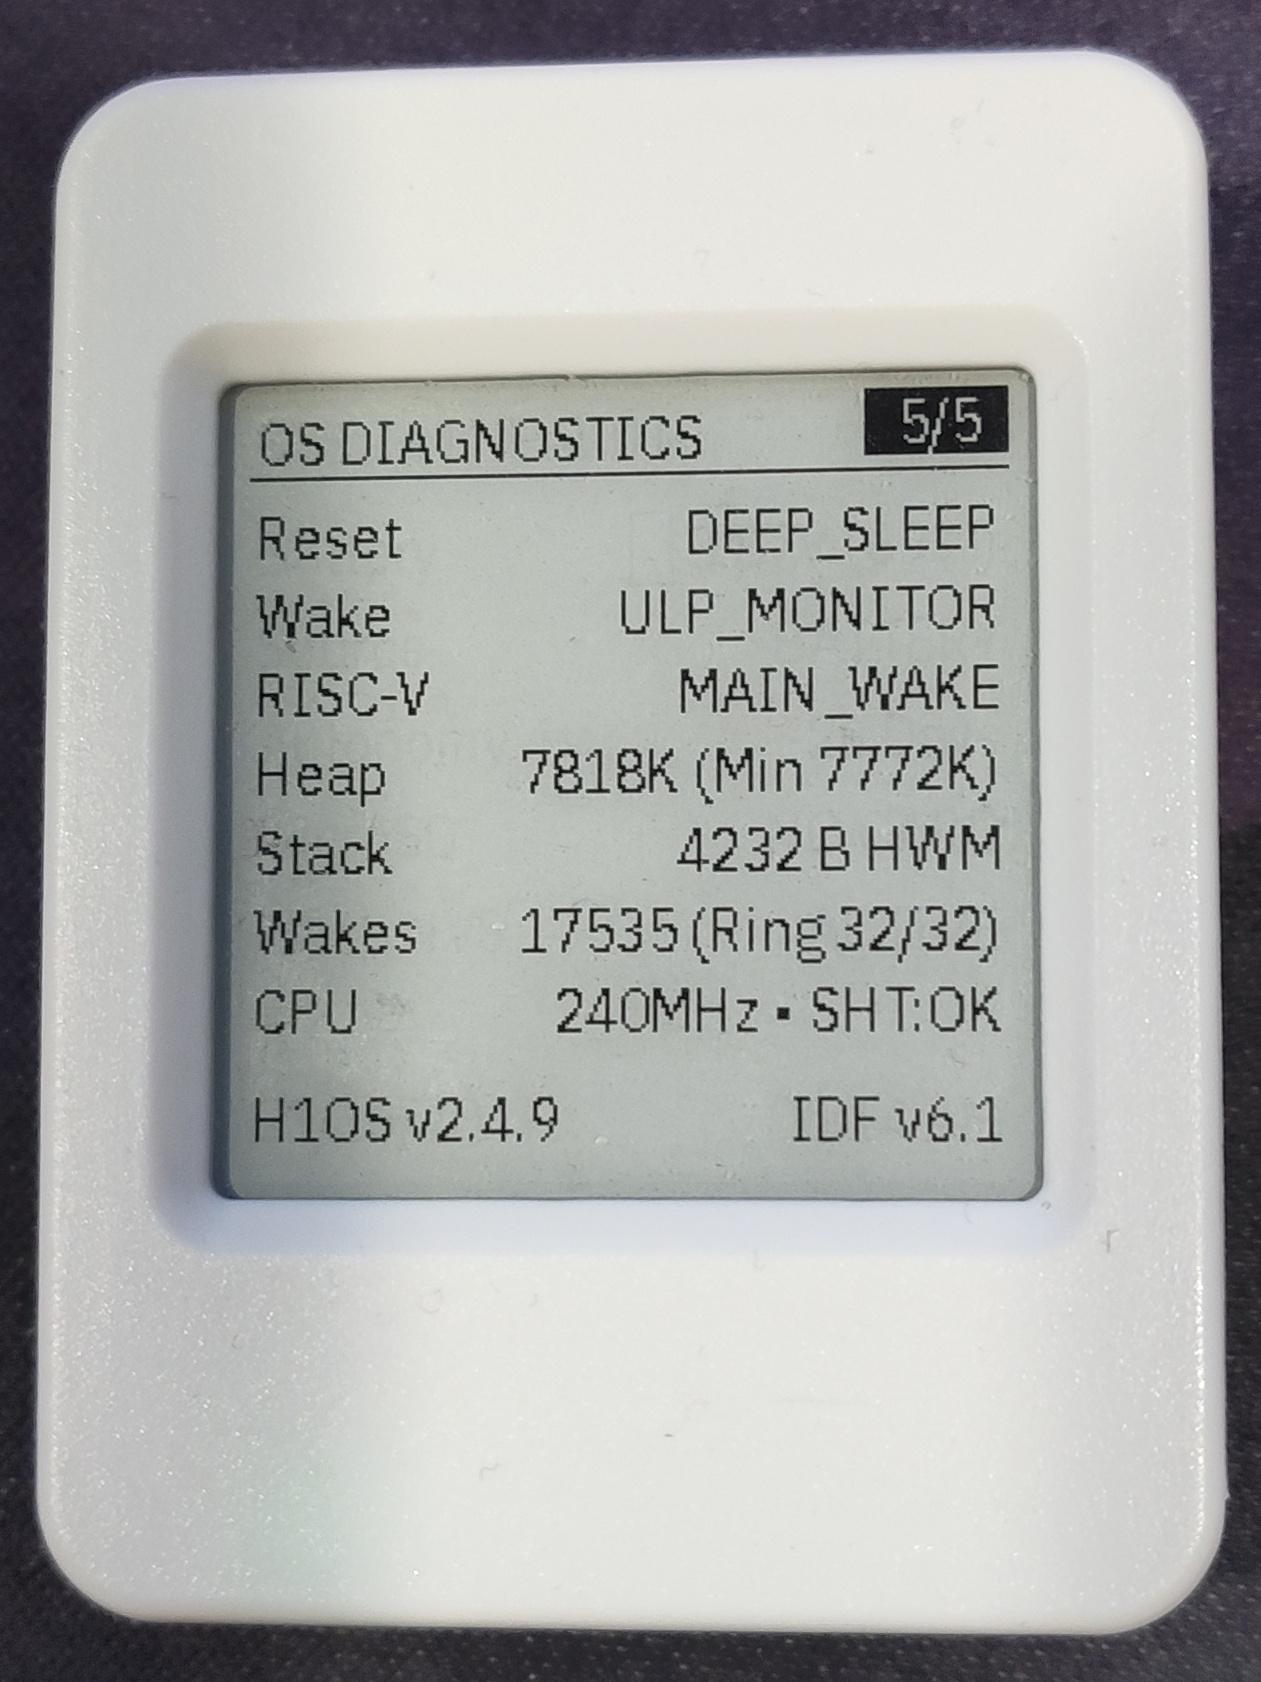 OS DIAGNOSTICS 5/5
Reset DEEP_SLEEP
Wake ULP_MONITOR
RISC-V MAIN_WAKE
Heap 7818K (Min 7772K)
Stack 4232 B HWM
Wakes 17535 (Ring 32/32)
CPU 240MHz ▪ SHT:OK
H1OS v2.4.9 IDF v6.1